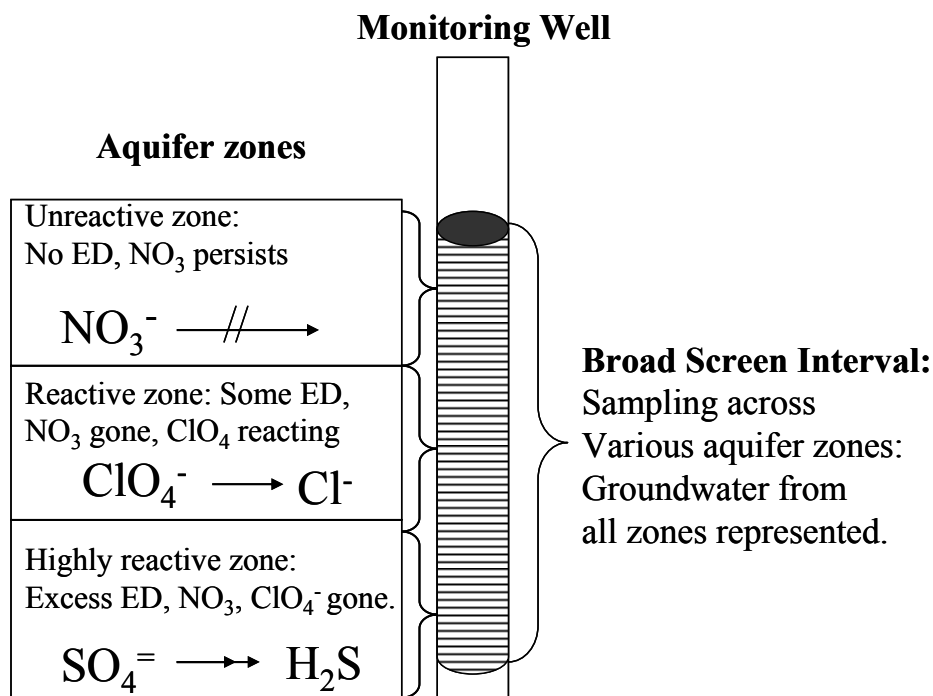 Monitoring Well
Aquifer zones
Unreactive zone:
No ED, NO₃ persists
NO₃⁻
Reactive zone: Some ED,
NO₃ gone, ClO₄ reacting
ClO₄⁻ → Cl⁻
Highly reactive zone:
Excess ED, NO₃, ClO₄⁻ gone.
SO₄⁼ →→ H₂S
Broad Screen Interval:
Sampling across
Various aquifer zones:
Groundwater from
all zones represented.